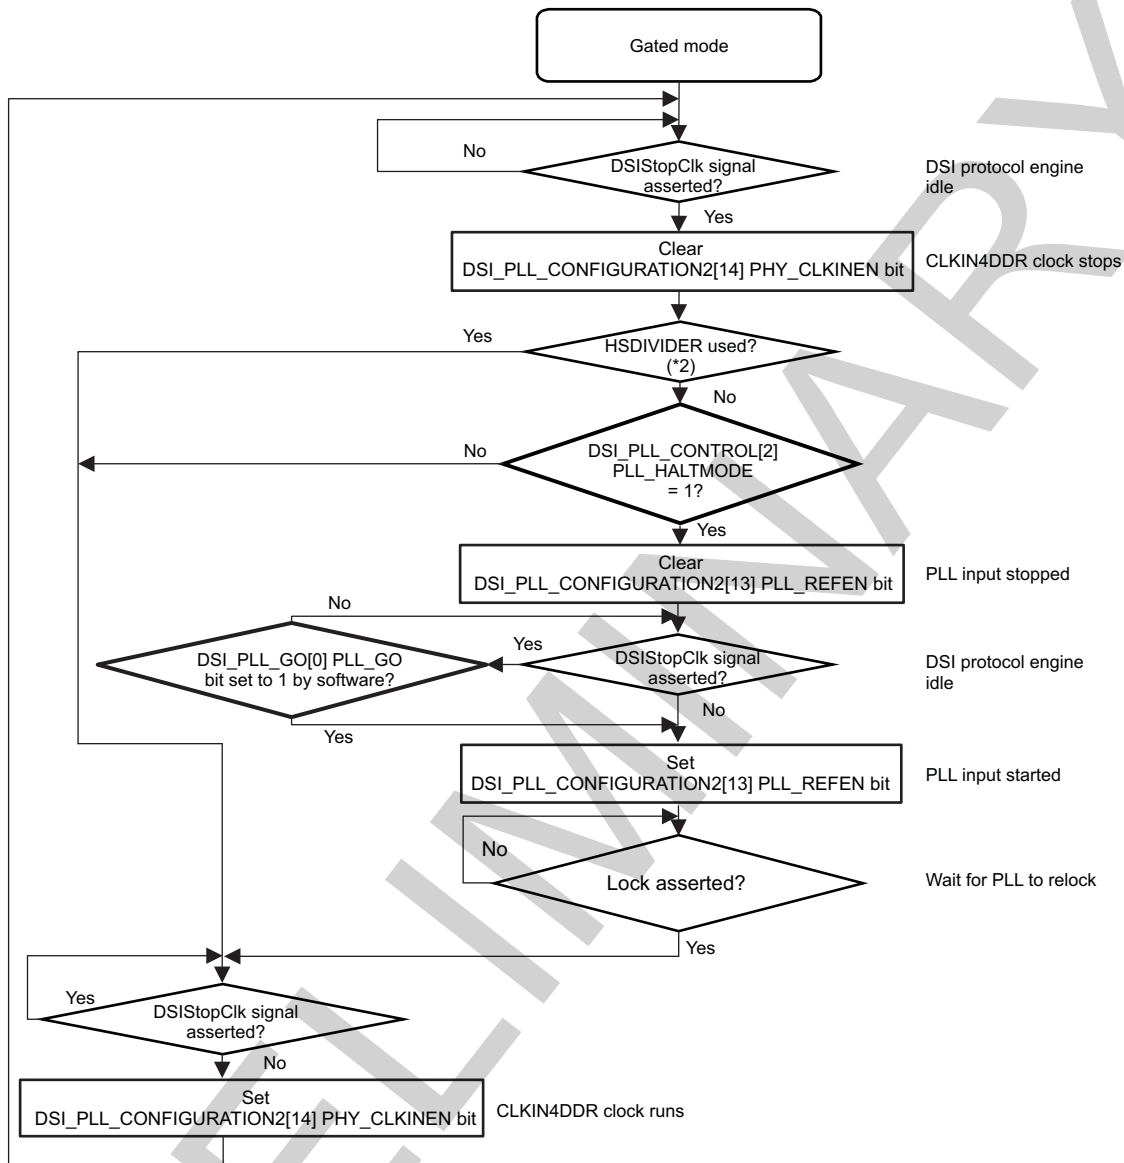 Gated mode
No
DSIStopClk signal
asserted?
DSI protocol engine
idle
Yes
Clear
DSI_PLL_CONFIGURATION2[14] PHY_CLKINEN bit
CLKIN4DDR clock stops
Yes
HSDIVIDER used?
(*2)
No
No
DSI_PLL_CONTROL[2]
PLL_HALTMODE
= 1?
Yes
Clear
DSI_PLL_CONFIGURATION2[13] PLL_REFEN bit
PLL input stopped
No
Yes
DSI_PLL_GO[0] PLL_GO
bit set to 1 by software?
DSIStopClk signal
asserted?
DSI protocol engine
idle
No
Yes
Set
DSI_PLL_CONFIGURATION2[13] PLL_REFEN bit
PLL input started
No
Lock asserted?
Wait for PLL to relock
Yes
Yes
DSIStopClk signal
asserted?
No
Set
DSI_PLL_CONFIGURATION2[14] PHY_CLKINEN bit
CLKIN4DDR clock runs
ELIMINARY